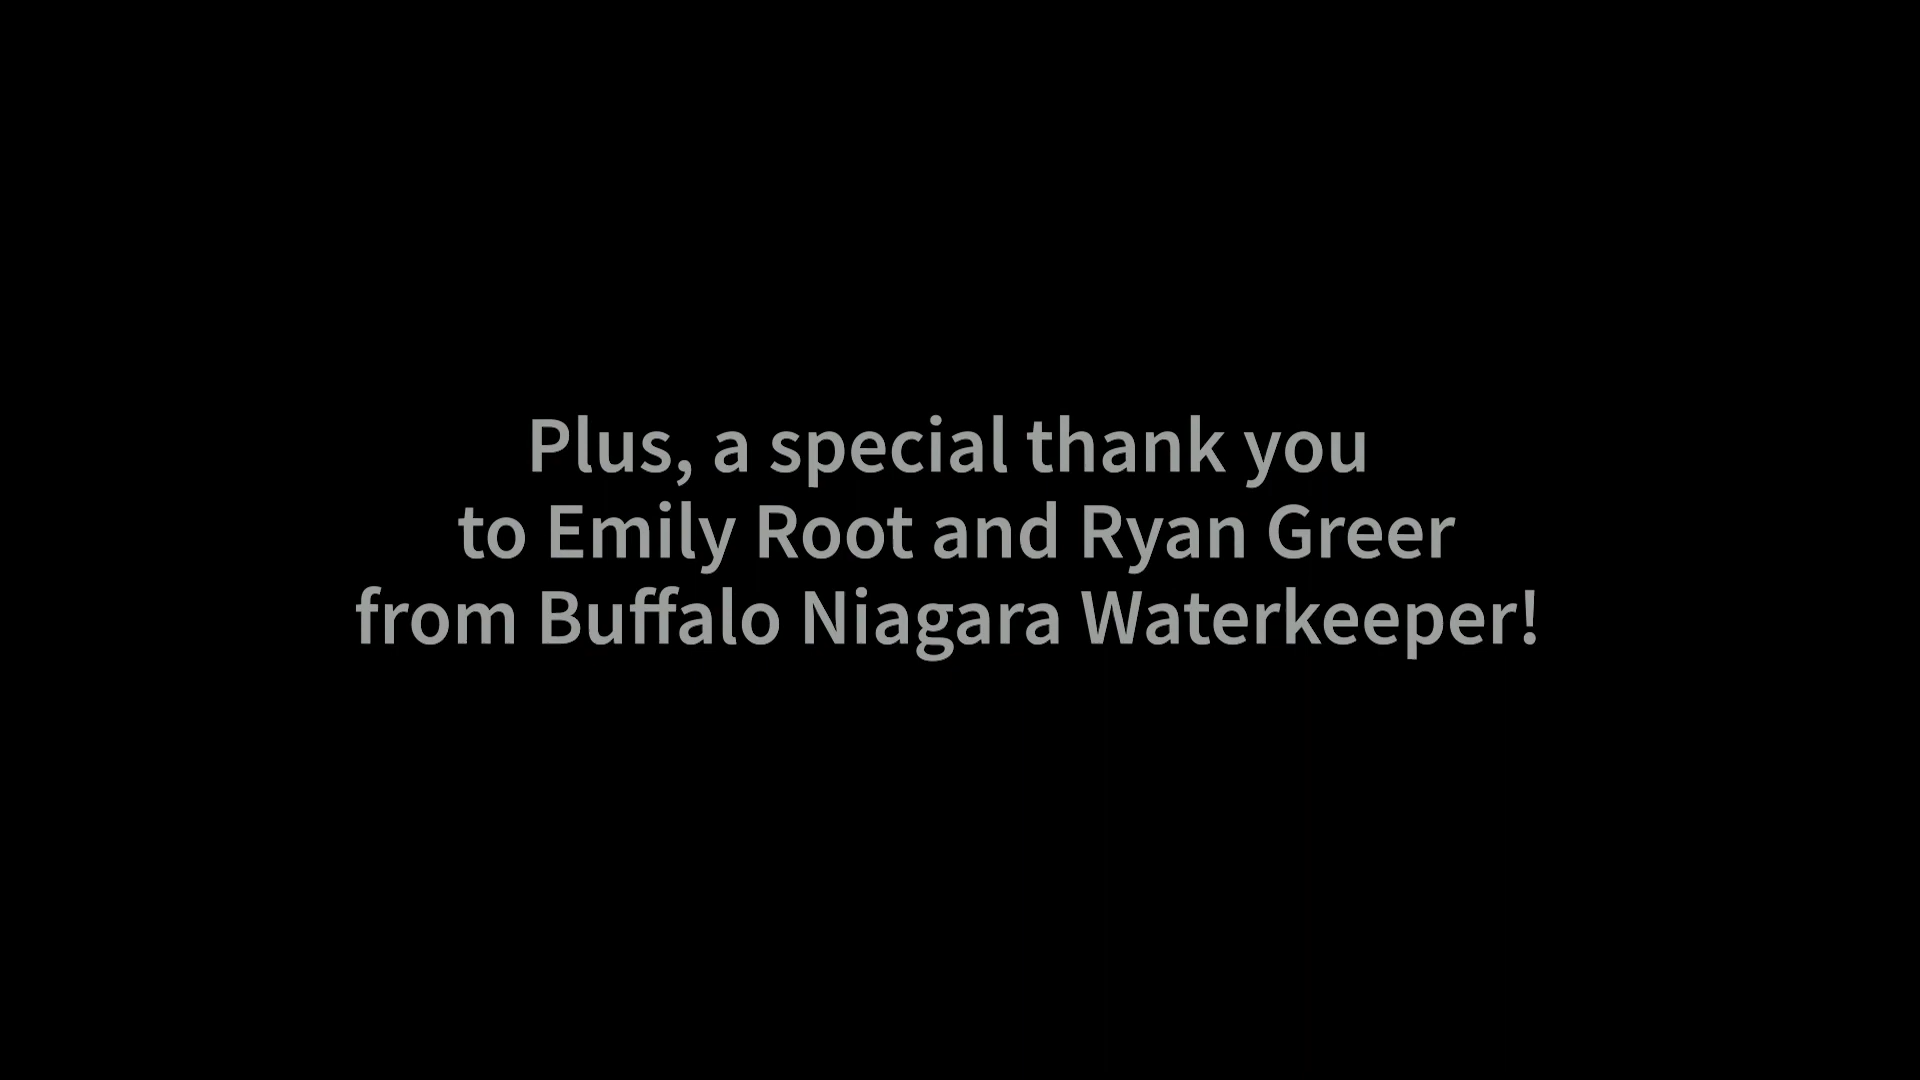 Plus, a special thank you
to Emily Root and Ryan Greer
from Buffalo Niagara Waterkeeper!